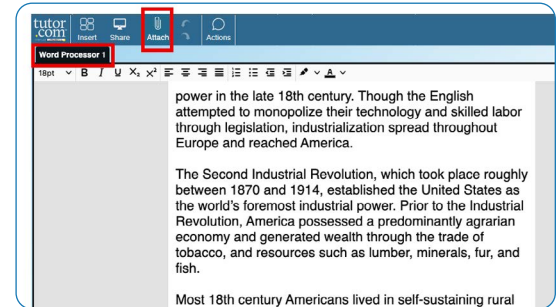 tutor
.com
Insert
Share
Attach
Actions
Word Processor 1
18pt B I U X₂ X² A
power in the late 18th century. Though the English
attempted to monopolize their technology and skilled labor
through legislation, industrialization spread throughout
Europe and reached America.
The Second Industrial Revolution, which took place roughly
between 1870 and 1914, established the United States as
the world's foremost industrial power. Prior to the Industrial
Revolution, America possessed a predominantly agrarian
economy and generated wealth through the trade of
tobacco, and resources such as lumber, minerals, fur, and
fish.
Most 18th century Americans lived in self-sustaining rural